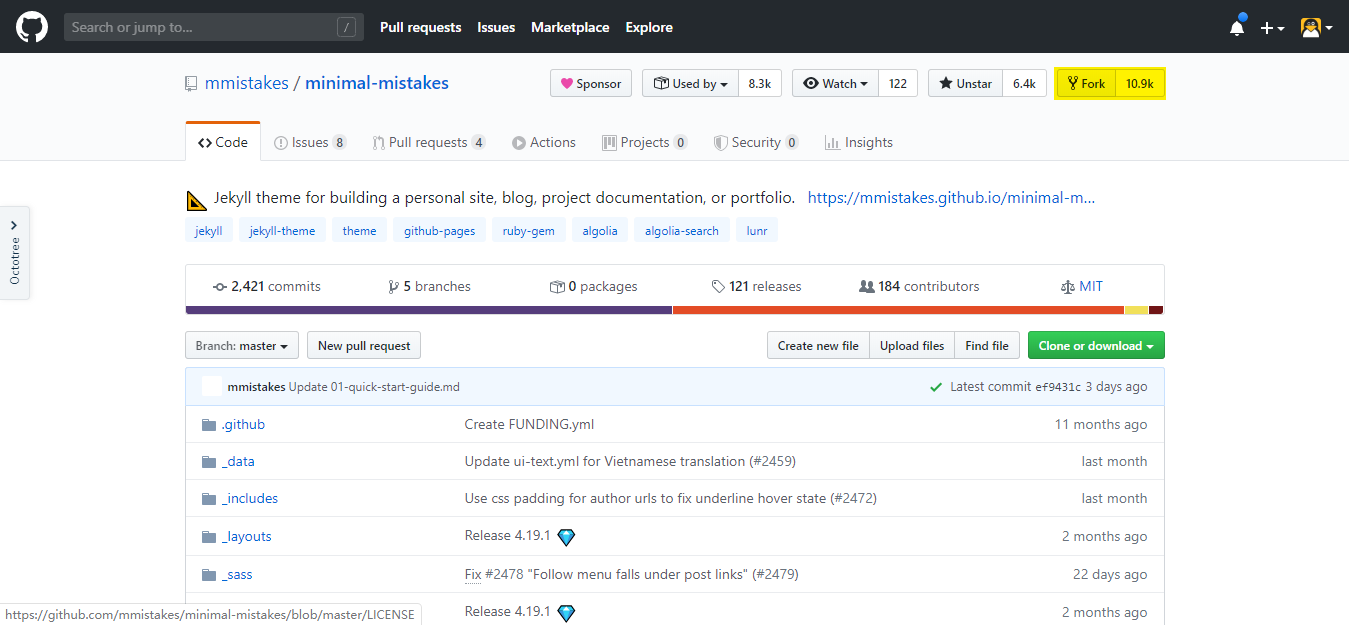 Search or jump to... / Pull requests Issues Marketplace Explore
mmistakes / minimal-mistakes Sponsor Used by 8.3k Watch 122 Unstar 6.4k Fork 10.9k
Code Issues 8 Pull requests 4 Actions Projects 0 Security 0 Insights
Jekyll theme for building a personal site, blog, project documentation, or portfolio. https://mmistakes.github.io/minimal-m...
jekyll jekyll-theme theme github-pages ruby-gem algolia algolia-search lunr
Octotree
2,421 commits 5 branches 0 packages 121 releases 184 contributors MIT
Branch: master New pull request Create new file Upload files Find file Clone or download
mmistakes Update 01-quick-start-guide.md Latest commit ef9431c 3 days ago
.github Create FUNDING.yml 11 months ago
_data Update ui-text.yml for Vietnamese translation (#2459) last month
_includes Use css padding for author urls to fix underline hover state (#2472) last month
_layouts Release 4.19.1 2 months ago
_sass Fix #2478 "Follow menu falls under post links" (#2479) 22 days ago
Release 4.19.1 2 months ago
https://github.com/mmistakes/minimal-mistakes/blob/master/LICENSE